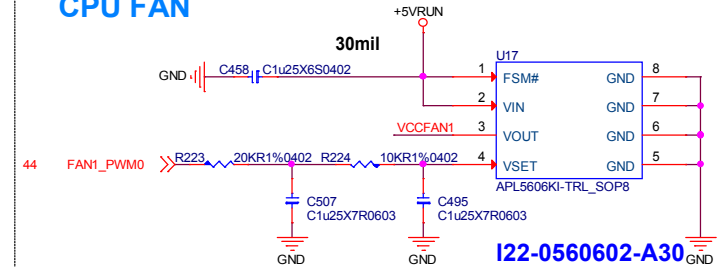 CPU FAN
+5VRUN
30mil
U17
GND C458 C1u25X6S0402 1 FSM# GND 8
2 VIN GND 7
VCCFAN1 3 VOUT GND 6
44 FAN1_PWM0 R223 20KR1%0402 R224 10KR1%0402 4 VSET GND 5
APL5606KI-TRL_SOP8
C507 C495
C1u25X7R0603 C1u25X7R0603
I22-0560602-A30
GND GND GND